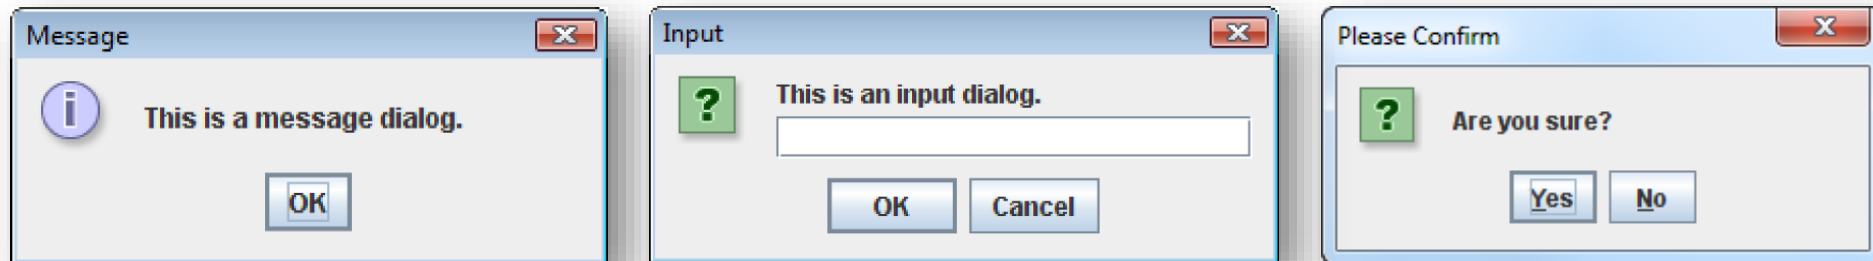 Message
This is a message dialog.
OK
Input
This is an input dialog.
OK Cancel
Please Confirm
Are you sure?
Yes No